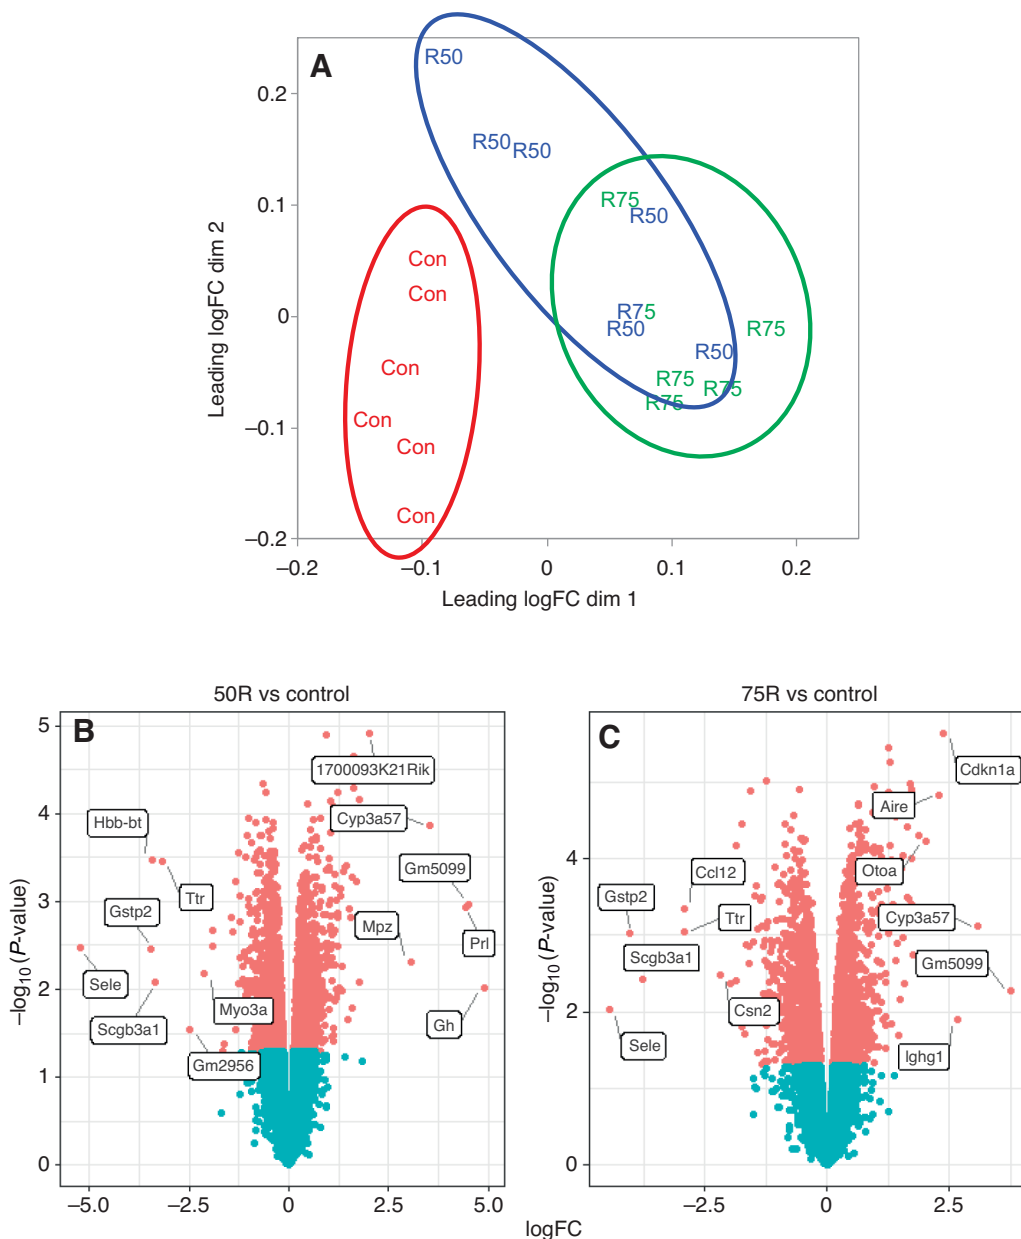 A
R50
0.2
R50
R50
0.1
R75
R50
Con
Con
Leading logFC dim 2
0
R75
R50
R75
R50
Con
R75
R75
R75
Con
−0.1
Con
Con
−0.2
−0.2
−0.1
0
0.1
0.2
Leading logFC dim 1
50R vs control
B
5
1700093K21Rik
Hbb-bt
Cyp3a57
4
Gm5099
Ttr
Gstp2
Mpz
3
Prl
−log10 (P-value)
Sele
2
Myo3a
Scgb3a1
Gh
Gm2956
1
0
−5.0
−2.5
0
2.5
5.0
75R vs control
C
Cdkn1a
Aire
Otoa
4
Ccl12
Gstp2
Ttr
Cyp3a57
Scgb3a1
Gm5099
−log10 (P-value)
Csn2
2
Sele
Ighg1
0
−2.5
0
2.5
logFC